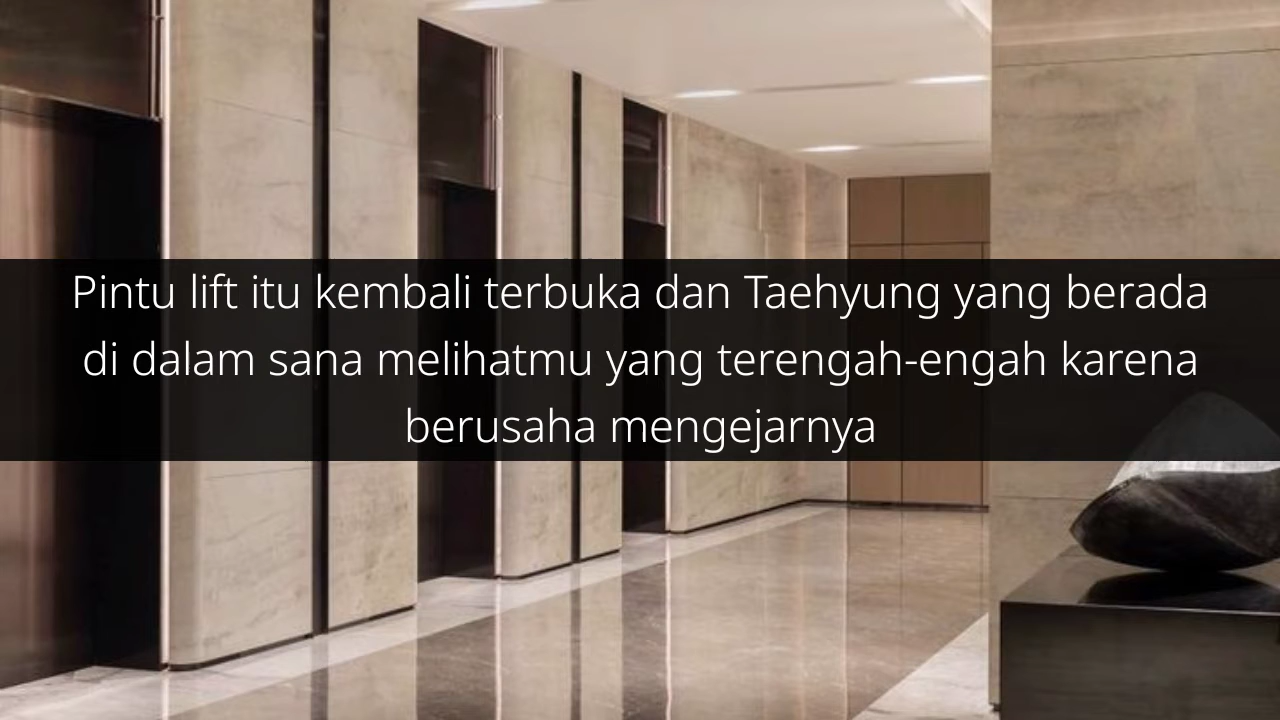 Pintu lift itu kembali terbuka dan Taehyung yang berada
di dalam sana melihatmu yang terengah-engah karena
berusaha mengejarnya